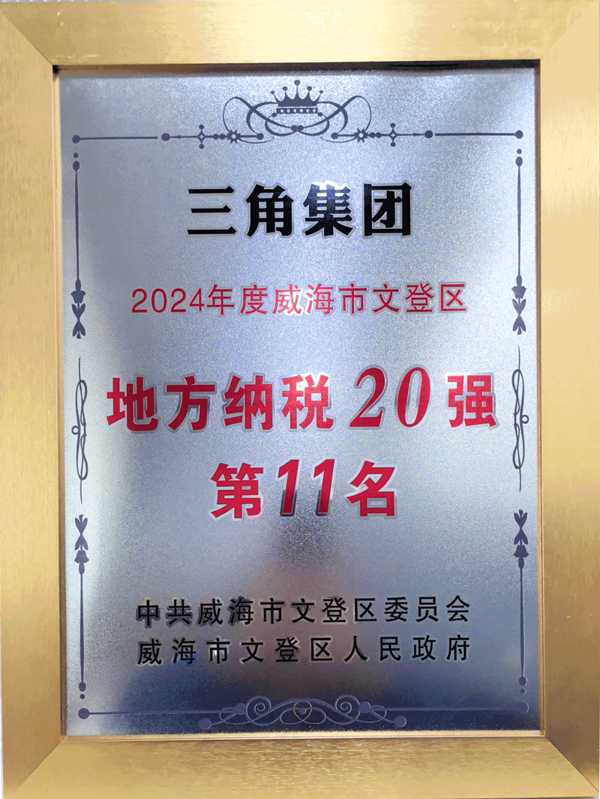 三角集团
2024年度威海市文登区
地方纳税20强
第11名
中共威海市文登区委员会
威海市文登区人民政府